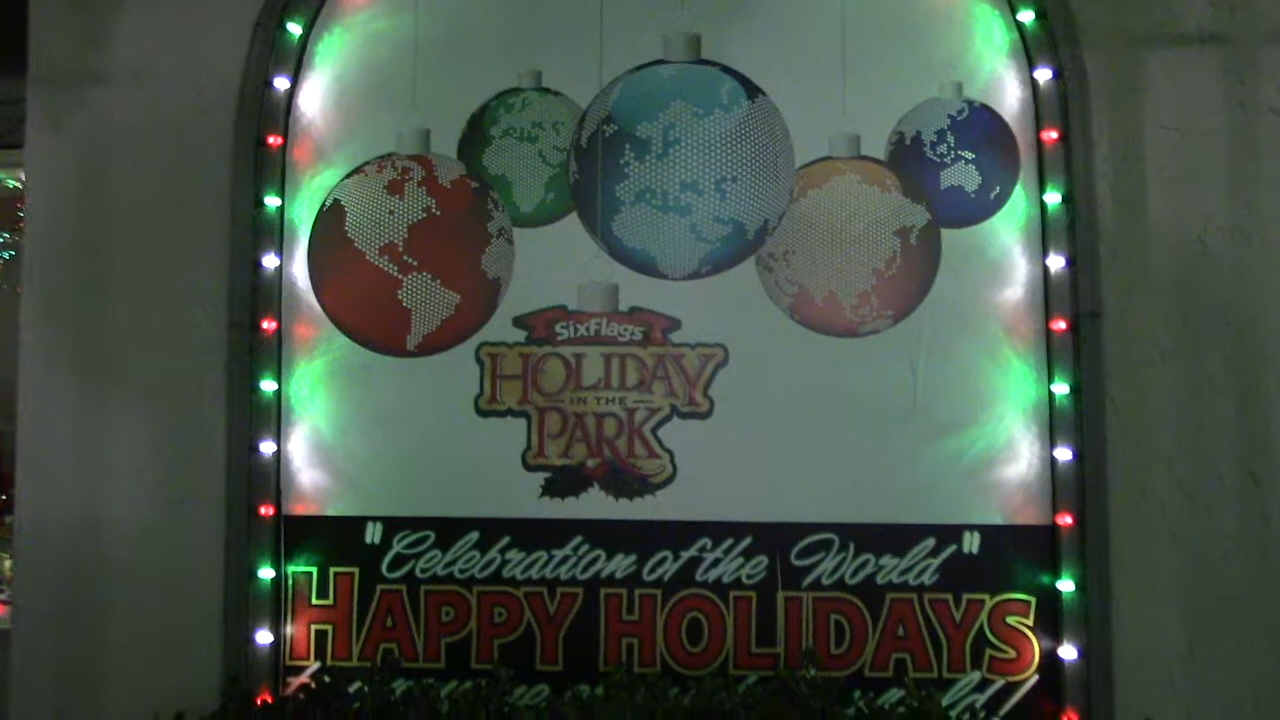 SixFlags
HOLIDAY
IN THE
PARK
"Celebration of the World"
HAPPY HOLIDAYS